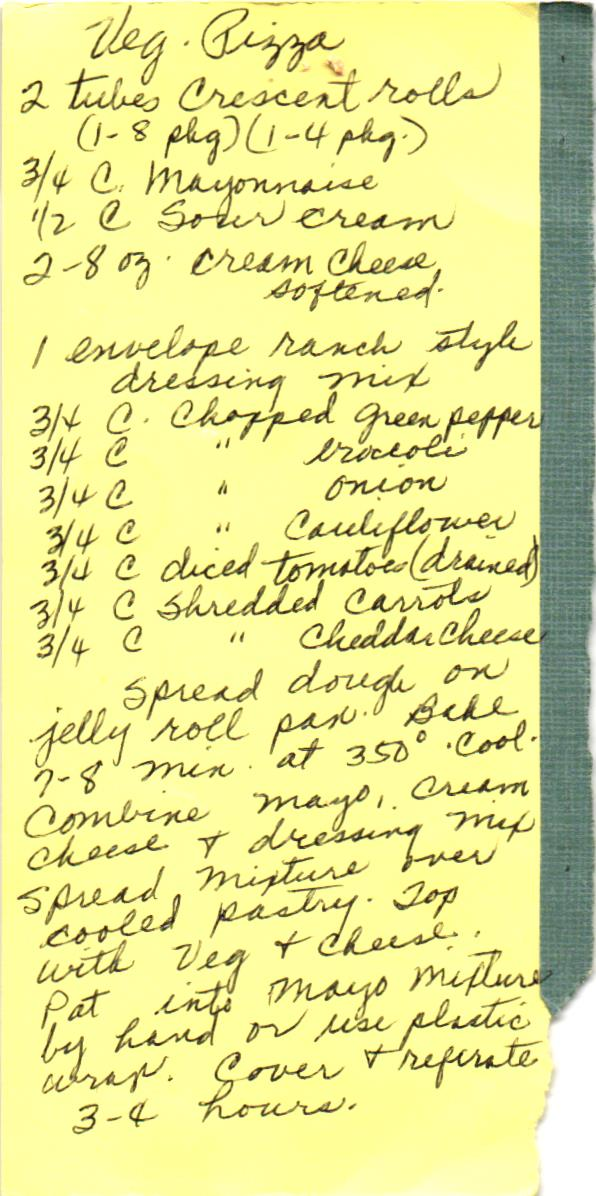 Veg. Pizza
2 tubes Crescent rolls
(1-8 pkg)(1-4 pkg.)
3/4 C. Mayonnaise
1/2 C Sour cream
2-8 oz. cream cheese
softened.
1 envelope ranch style
dressing mix
3/4 C. Chopped Green pepper
3/4 C " broccoli
3/4 C " onion
3/4 C " Cauliflower
3/4 C diced tomatoes (drained)
3/4 C Shredded Carrots
3/4 C " Cheddar Cheese
Spread dough on
jelly roll pan. Bake
7-8 min. at 350° . Cool.
Combine mayo, cream
cheese + dressing mix
Spread mixture over
cooled pastry. Top
with Veg + cheese.
Pat into Mayo Mixture
by hand or use plastic
wrap. Cover + refirate
3-4 hours.